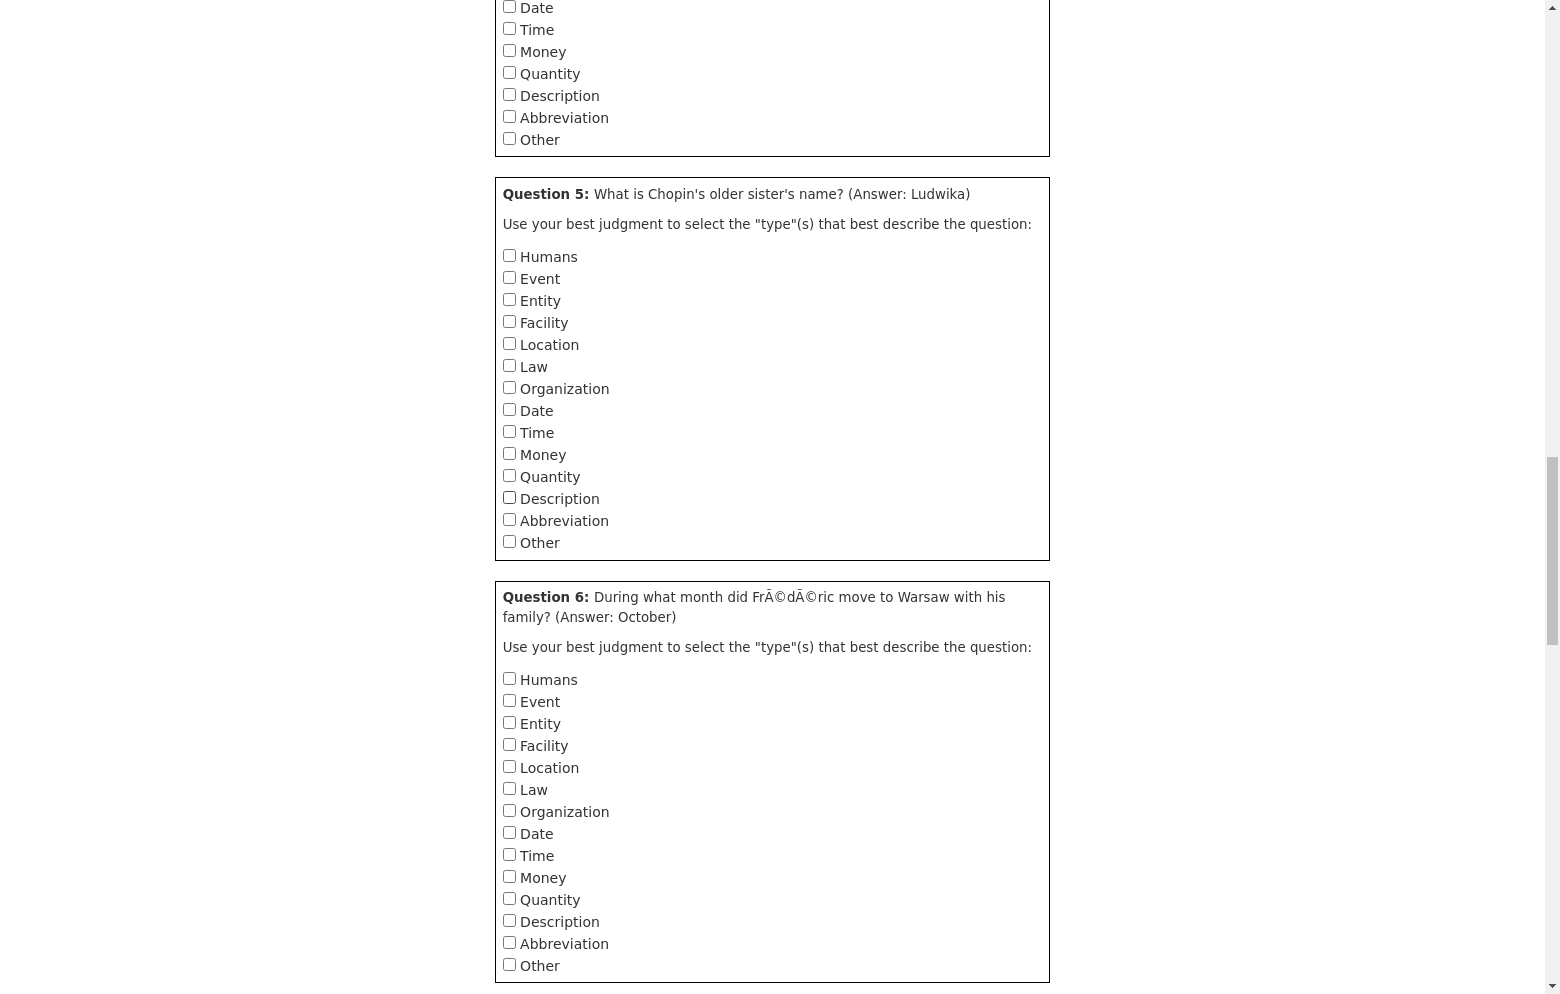 Date
Time
Money
Quantity
Description
Abbreviation
Other
Question 5: What is Chopin's older sister's name? (Answer: Ludwika)
Use your best judgment to select the "type"(s) that best describe the question:
Humans
Event
Entity
Facility
Location
Law
Organization
Date
Time
Money
Quantity
Description
Abbreviation
Other
Question 6: During what month did FrÃ©dÃ©ric move to Warsaw with his
family? (Answer: October)
Use your best judgment to select the "type"(s) that best describe the question:
Humans
Event
Entity
Facility
Location
Law
Organization
Date
Time
Money
Quantity
Description
Abbreviation
Other